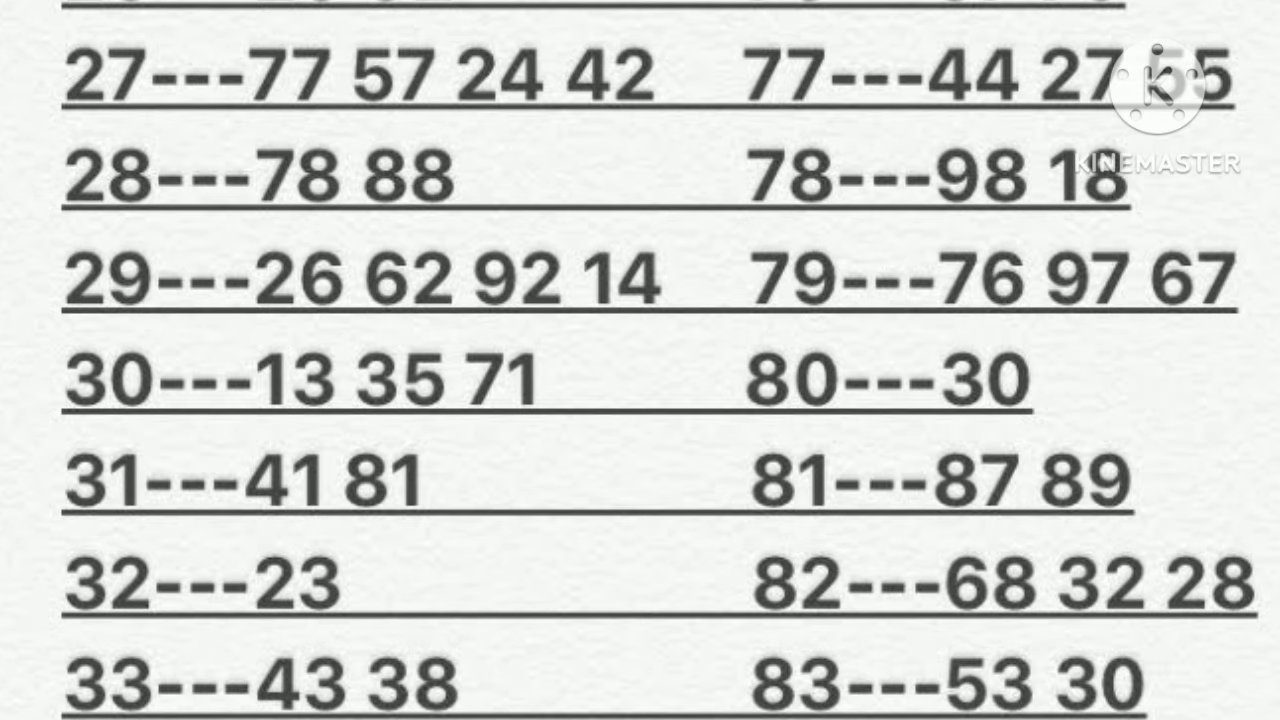 27---77 57 24 42 77---44 27 55
KINEMASTER
28---78 88 78---98 18
29---26 62 92 14 79---76 97 67
30---13 35 71 80---30
31---41 81 81---87 89
32---23 82---68 32 28
33---43 38 83---53 30